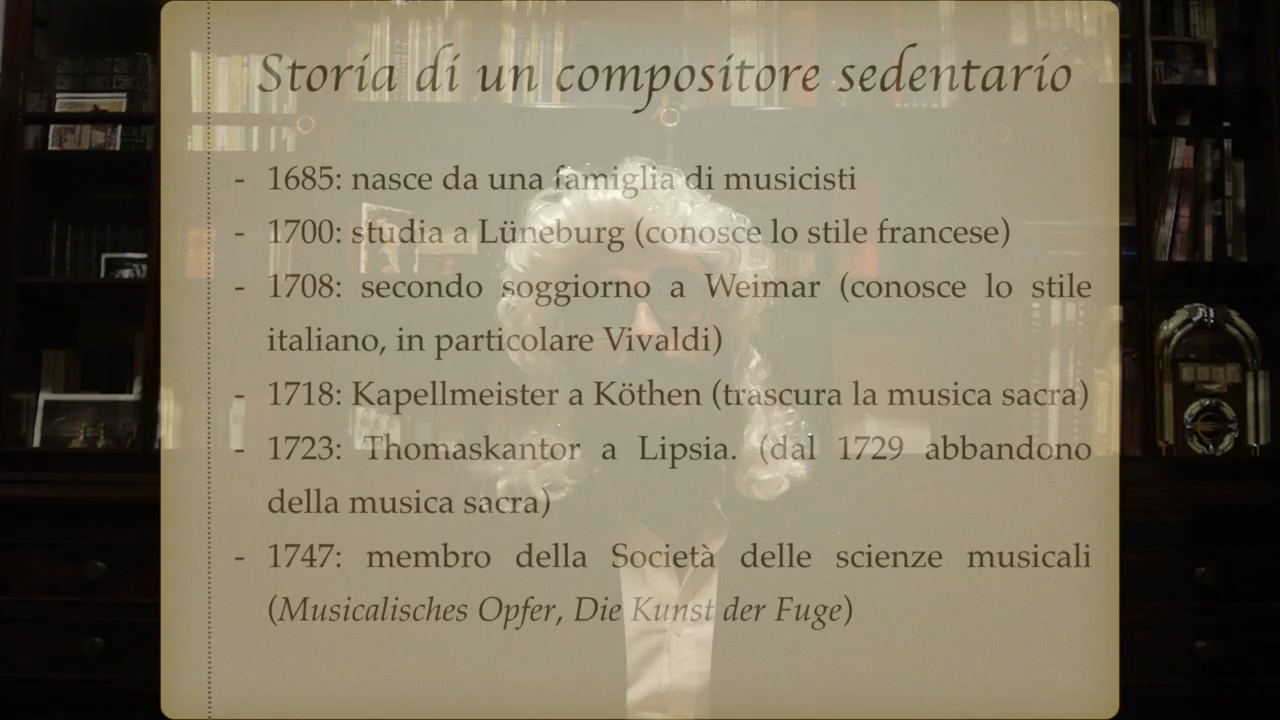 Storia di un compositore sedentario
- 1685: nasce da una famiglia di musicisti
- 1700: studia a Lüneburg (conosce lo stile francese)
- 1708: secondo soggiorno a Weimar (conosce lo stile
italiano, in particolare Vivaldi)
- 1718: Kapellmeister a Köthen (trascura la musica sacra)
- 1723: Thomaskantor a Lipsia. (dal 1729 abbandono
della musica sacra)
- 1747: membro della Società delle scienze musicali
(Musicalisches Opfer, Die Kunst der Fuge)